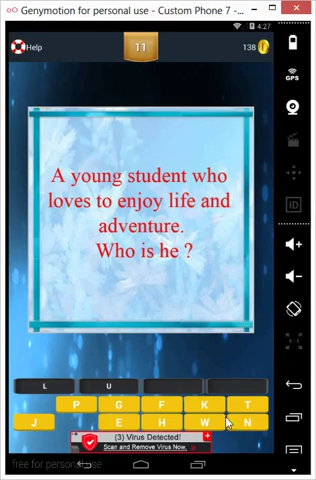 Genymotion for personal use - Custom Phone 7 - ...
4:27
Help
11
138
GPS
A young student who
loves to enjoy life and
adventure.
Who is he ?
ID
L U
P G F K T
J E H W N
(3) Virus Detected!
Scan and Remove Virus Now.
free for personal use